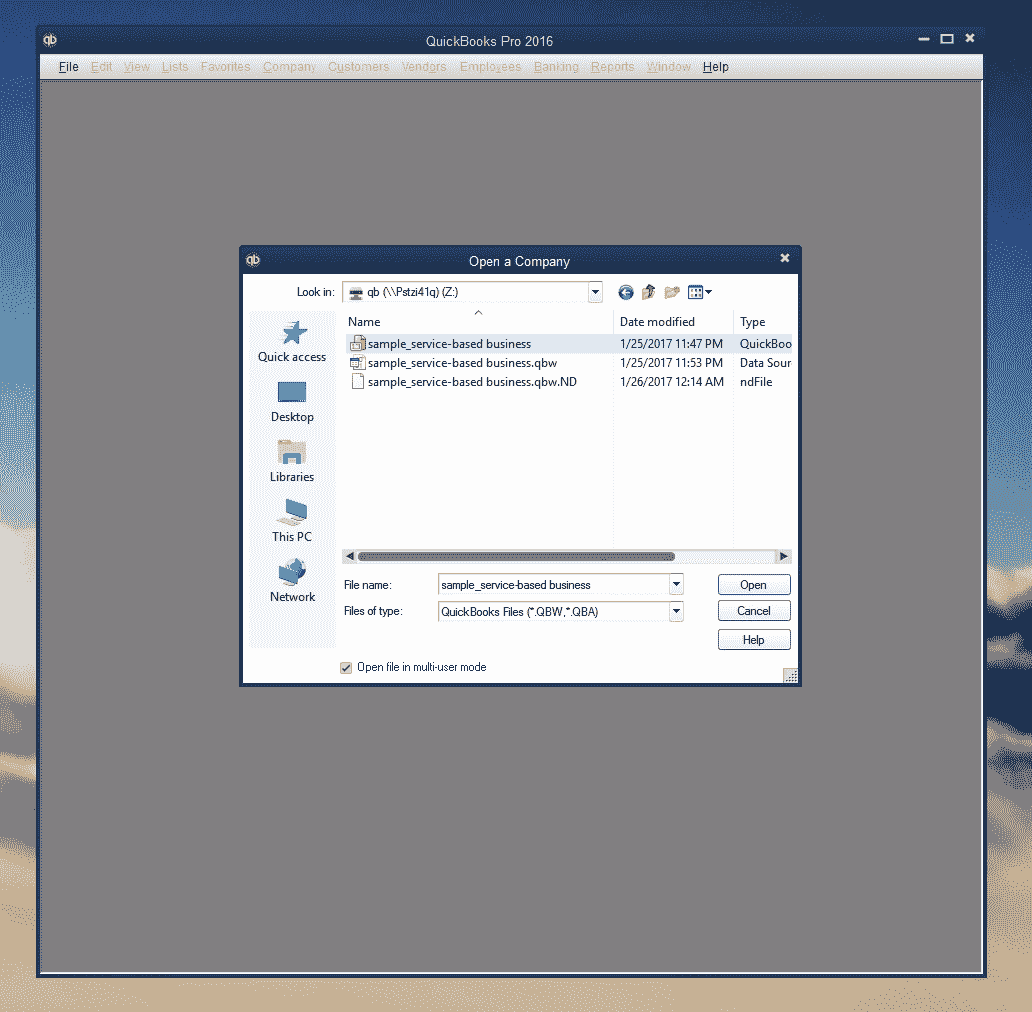 qb QuickBooks Pro 2016
File Edit View Lists Favorites Company Customers Vendors Employees Banking Reports Window Help
qb Open a Company
Look in: qb (\\Pstzi41q) (Z:)
Name Date modified Type
sample_service-based business 1/25/2017 11:47 PM QuickBoo
sample_service-based business.qbw 1/25/2017 11:53 PM Data Sour
sample_service-based business.qbw.ND 1/26/2017 12:14 AM ndFile
Quick access
Desktop
Libraries
This PC
Network
File name: sample_service-based business Open
Files of type: QuickBooks Files (*.QBW,*.QBA) Cancel
Help
Open file in multi-user mode